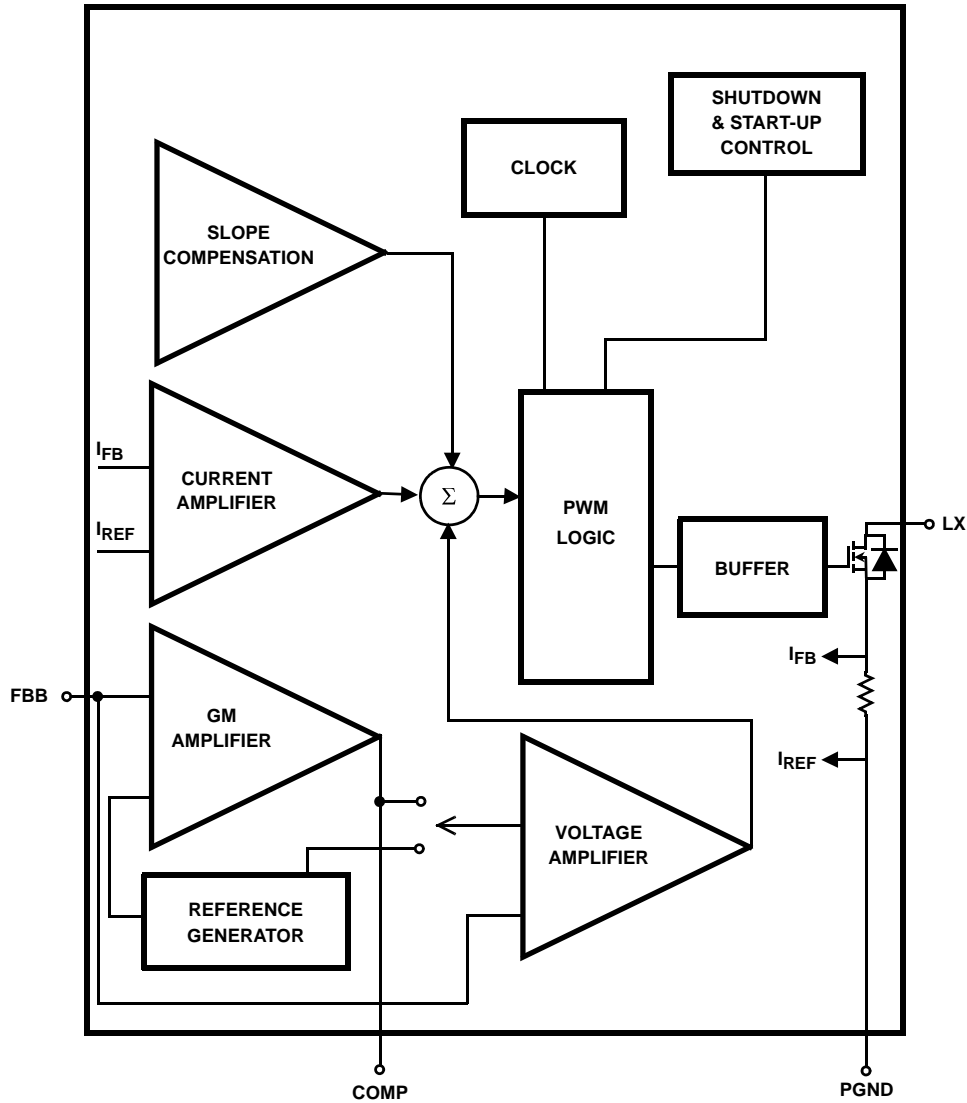 SHUTDOWN
& START-UP
CONTROL
CLOCK
SLOPE
COMPENSATION
IFB
CURRENT
AMPLIFIER
IREF
Σ
PWM
LOGIC
LX
BUFFER
IFB
FBB
GM
AMPLIFIER
IREF
VOLTAGE
AMPLIFIER
REFERENCE
GENERATOR
COMP
PGND